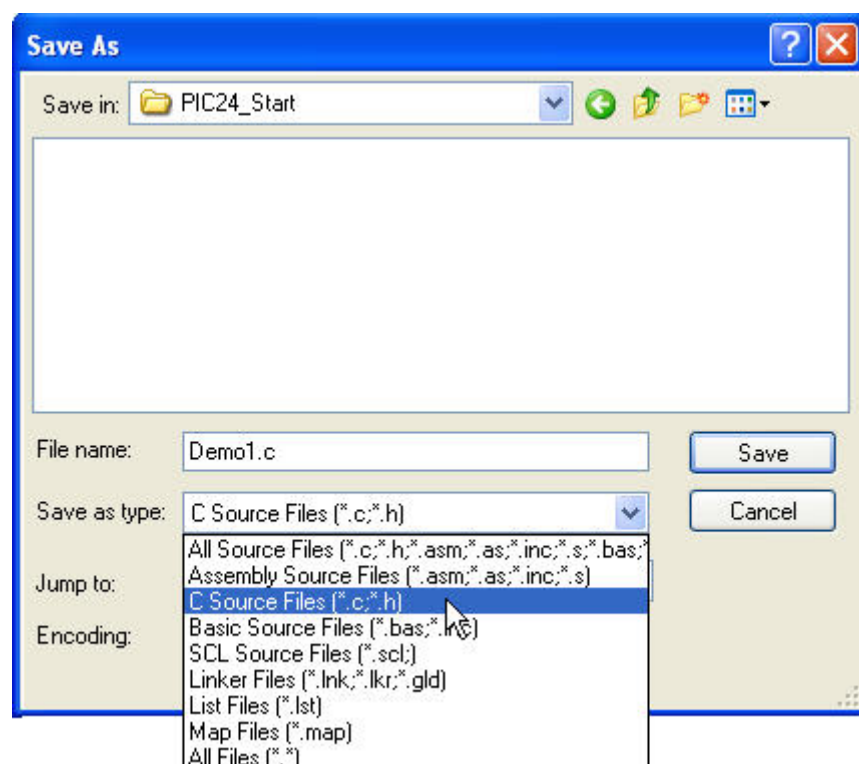 Save As
Save in: PIC24_Start
File name: Demo1.c Save
Save as type: C Source Files (*.c;*.h) Cancel
All Source Files (*.c;*.h;*.asm;*.as;*.inc;*.s;*.bas;*
Jump to: Assembly Source Files (*.asm;*.as;*.inc;*.s)
C Source Files (*.c;*.h)
Encoding: Basic Source Files (*.bas;*.inc)
SCL Source Files (*.scl;)
Linker Files (*.lnk;*.lkr;*.gld)
List Files (*.lst)
Map Files (*.map)
All Files (*.*)